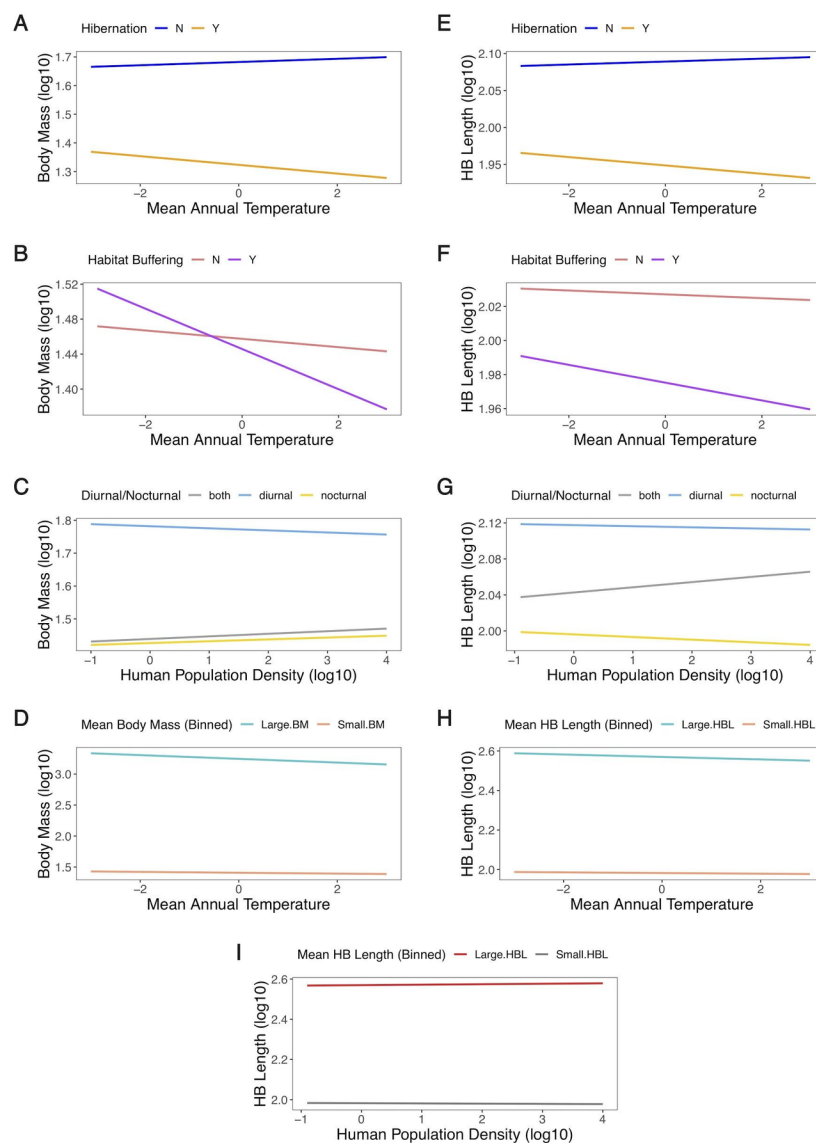 A
Hibernation N Y
Body Mass (log10)
1.7
1.6
1.4
1.3
−2 0 2
Mean Annual Temperature
E
Hibernation N Y
HB Length (log10)
2.10
2.05
2.00
1.95
−2 0 2
Mean Annual Temperature
B
Habitat Buffering N Y
Body Mass (log10)
1.52
1.48
1.44
1.40
−2 0 2
Mean Annual Temperature
F
Habitat Buffering N Y
HB Length (log10)
2.02
2.00
1.98
1.96
−2 0 2
Mean Annual Temperature
C
Diurnal/Nocturnal both diurnal nocturnal
Body Mass (log10)
1.8
1.7
1.5
−1 0 1 2 3 4
Human Population Density (log10)
G
Diurnal/Nocturnal both diurnal nocturnal
HB Length (log10)
2.12
2.08
2.04
2.00
−1 0 1 2 3 4
Human Population Density (log10)
D
Mean Body Mass (Binned) Large.BM Small.BM
Body Mass (log10)
3.0
2.5
2.0
1.5
−2 0 2
Mean Annual Temperature
H
Mean HB Length (Binned) Large.HBL Small.HBL
HB Length (log10)
2.6
2.4
2.2
2.0
−2 0 2
Mean Annual Temperature
I
Mean HB Length (Binned) Large.HBL Small.HBL
HB Length (log10)
2.6
2.4
2.2
2.0
−1 0 1 2 3 4
Human Population Density (log10)